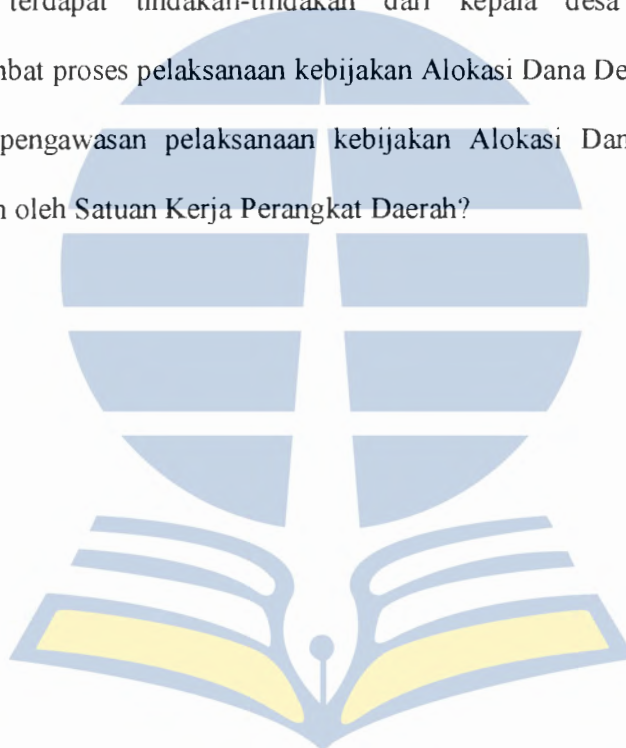 terdapat tindakan-tindakan dari kepala desa
nbat proses pelaksanaan kebijakan Alokasi Dana De
pengawasan pelaksanaan kebijakan Alokasi Dan
n oleh Satuan Kerja Perangkat Daerah?